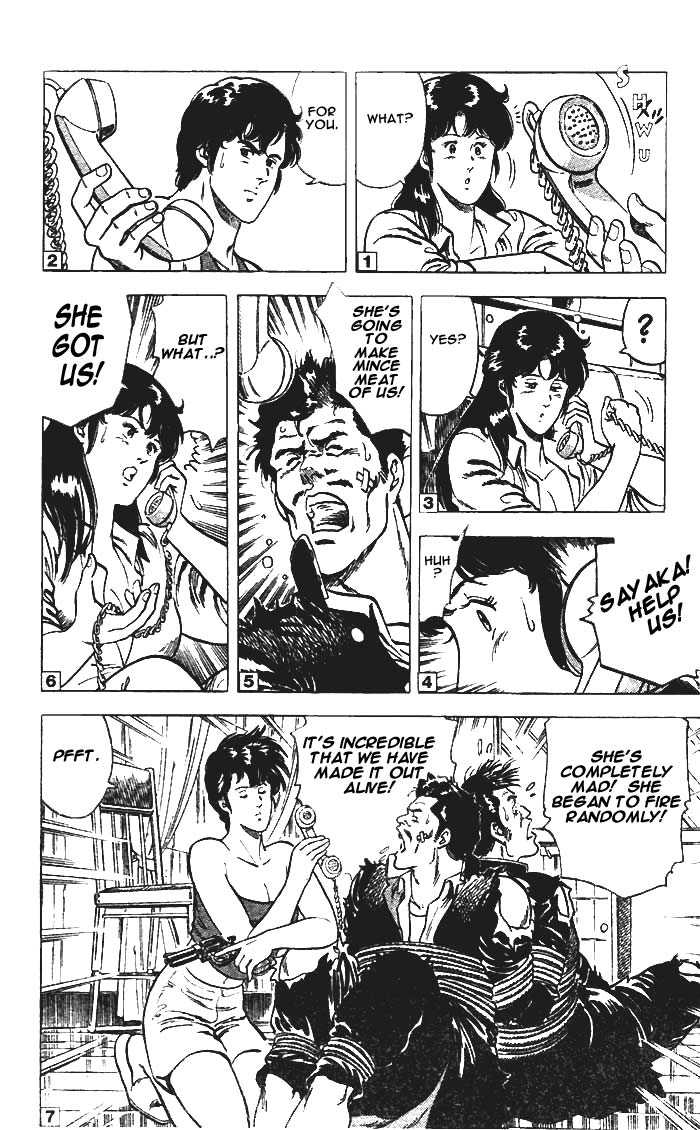 WHAT?
SHWU
1
FOR
YOU.
2
?
YES?
3
SAYAKA!
HELP
US!
HUH
?
4
SHE'S
GOING
TO
MAKE
MINCE
MEAT
OF US!
5
BUT
WHAT..?
SHE
GOT
US!
6
SHE'S
COMPLETELY
MAD! SHE
BEGAN TO FIRE
RANDOMLY!
IT'S INCREDIBLE
THAT WE HAVE
MADE IT OUT
ALIVE!
PFFT.
7